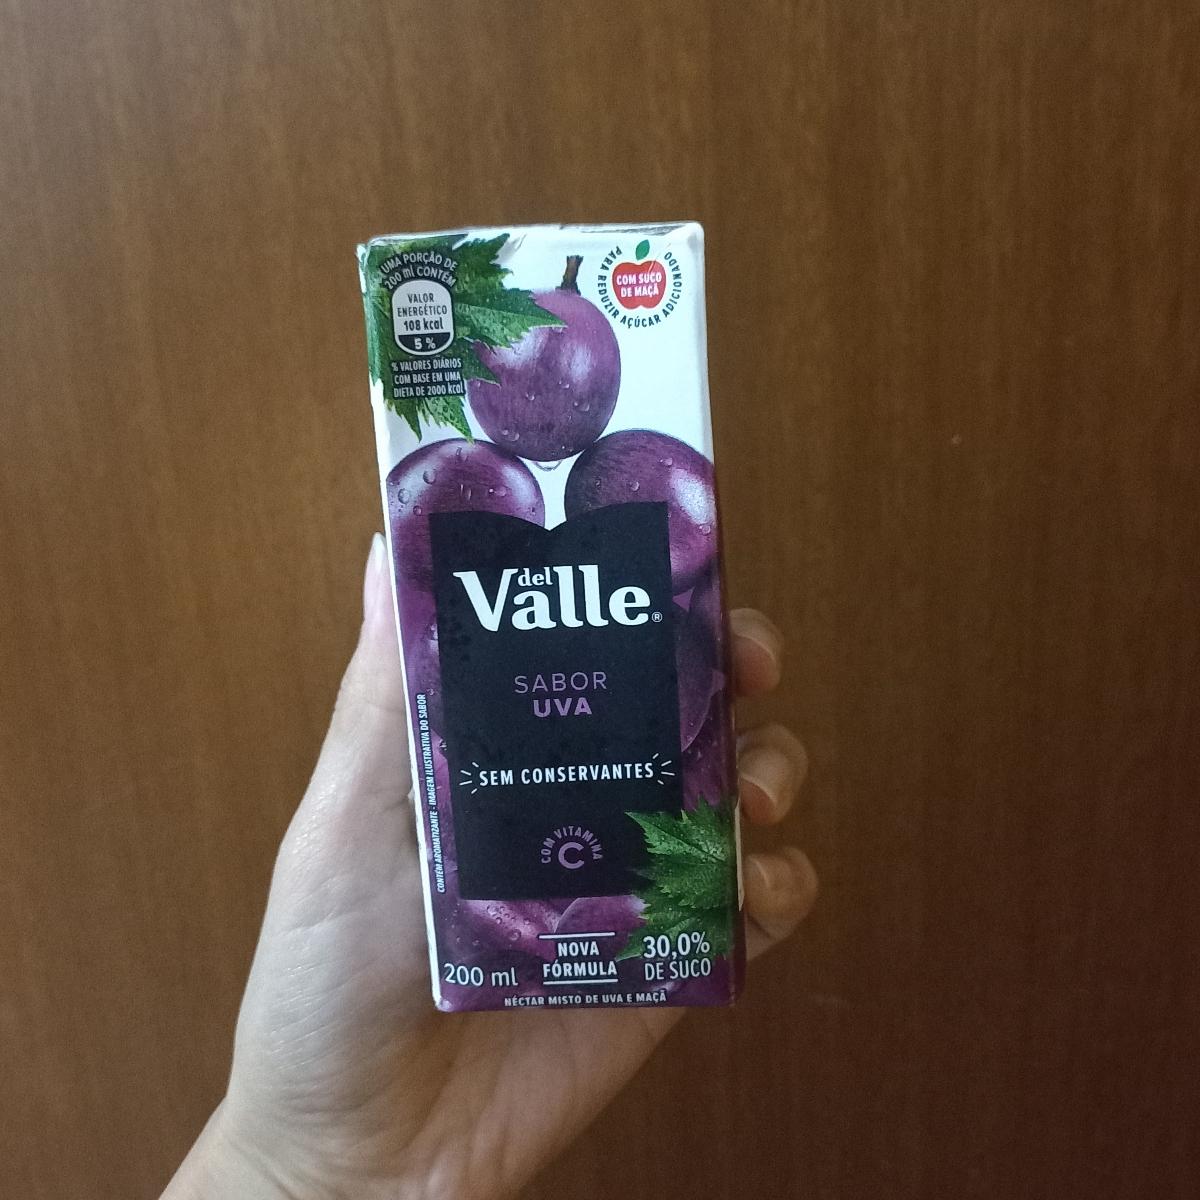 UMA PORÇÃO DE
200 ml CONTÉM
VALOR
ENERGÉTICO
108 kcal
5 %
% VALORES DIÁRIOS
COM BASE EM UMA
DIETA DE 2000 kcal
COM SUCO
DE MAÇÃ
PARA REDUZIR AÇÚCAR ADICIONADO
del
Valle®
SABOR
UVA
SEM CONSERVANTES
COM VITAMINA
C
CONTÉM AROMATIZANTE - IMAGEM ILUSTRATIVA DO SABOR
200 ml
NOVA
FÓRMULA
30,0%
DE SUCO
NÉCTAR MISTO DE UVA E MAÇÃ